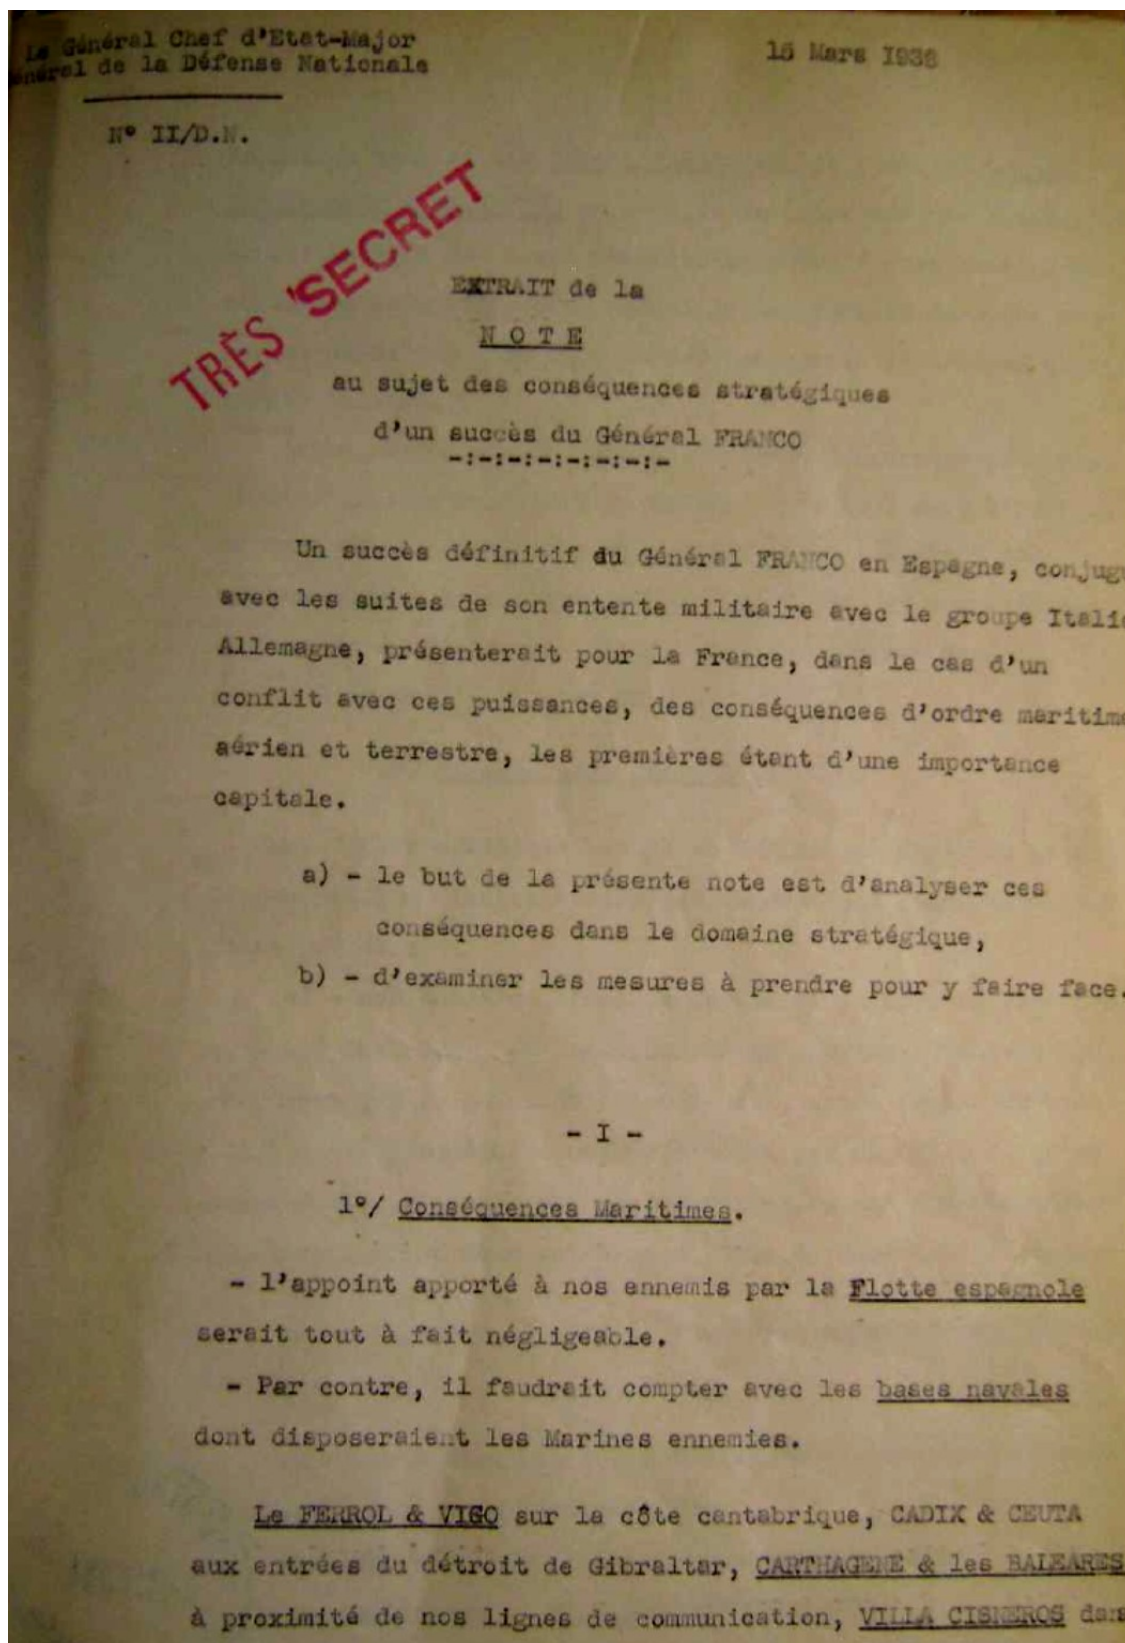 Le Général Chef d'Etat-Major
Général de la Défense Nationale
15 Mars 1938
N° II/D.N.
TRÈS SECRET
EXTRAIT de la
NOTE
au sujet des conséquences stratégiques
d'un succès du Général FRANCO
-:-:-:-:-:-:-:-
Un succès définitif du Général FRANCO en Espagne, conjugu
avec les suites de son entente militaire avec le groupe Itali
Allemagne, présenterait pour la France, dans le cas d'un
conflit avec ces puissances, des conséquences d'ordre maritime
aérien et terrestre, les premières étant d'une importance
capitale.
a) - le but de la présente note est d'analyser ces
conséquences dans le domaine stratégique,
b) - d'examiner les mesures à prendre pour y faire face.
- I -
1°/ Conséquences Maritimes.
- l'appoint apporté à nos ennemis par la Flotte espagnole
serait tout à fait négligeable.
- Par contre, il faudrait compter avec les bases navales
dont disposeraient les Marines ennemies.
Le FERROL & VIGO sur la côte cantabrique, CADIX & CEUTA
aux entrées du détroit de Gibraltar, CARTHAGENE & les BALEARES
à proximité de nos lignes de communication, VILLA CISNEROS dans